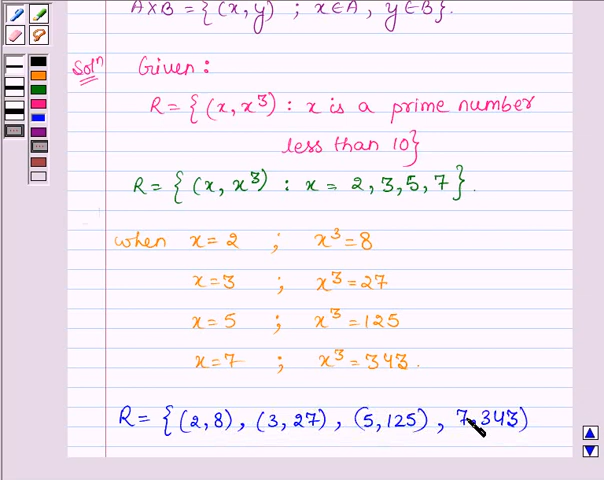 A×B = {(x, y) ; x∈A, y∈B}.
Solⁿ Given :
R = { (x, x³) : x is a prime number
less than 10}
R = { (x, x³) : x = 2, 3, 5, 7 }.
when x = 2 ; x³ = 8
x = 3 ; x³ = 27
x = 5 ; x³ = 125
x = 7 ; x³ = 343.
R = { (2, 8), (3, 27), (5, 125), 7, 343)